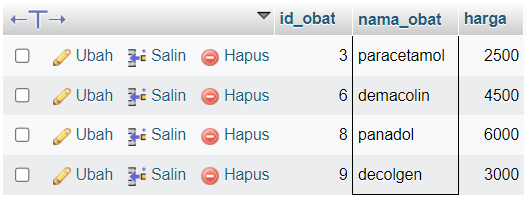 id_obat nama_obat harga
Ubah Salin Hapus 3 paracetamol 2500
Ubah Salin Hapus 6 demacolin 4500
Ubah Salin Hapus 8 panadol 6000
Ubah Salin Hapus 9 decolgen 3000